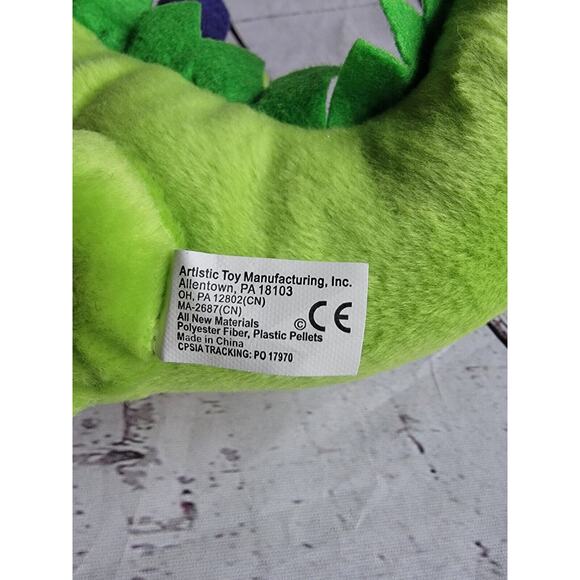 Artistic Toy Manufacturing, Inc.
Allentown, PA 18103
OH, PA 12802(CN)
MA-2687(CN)
All New Materials © CE
Polyester Fiber, Plastic Pellets
Made in China
CPSIA TRACKING: PO 17970